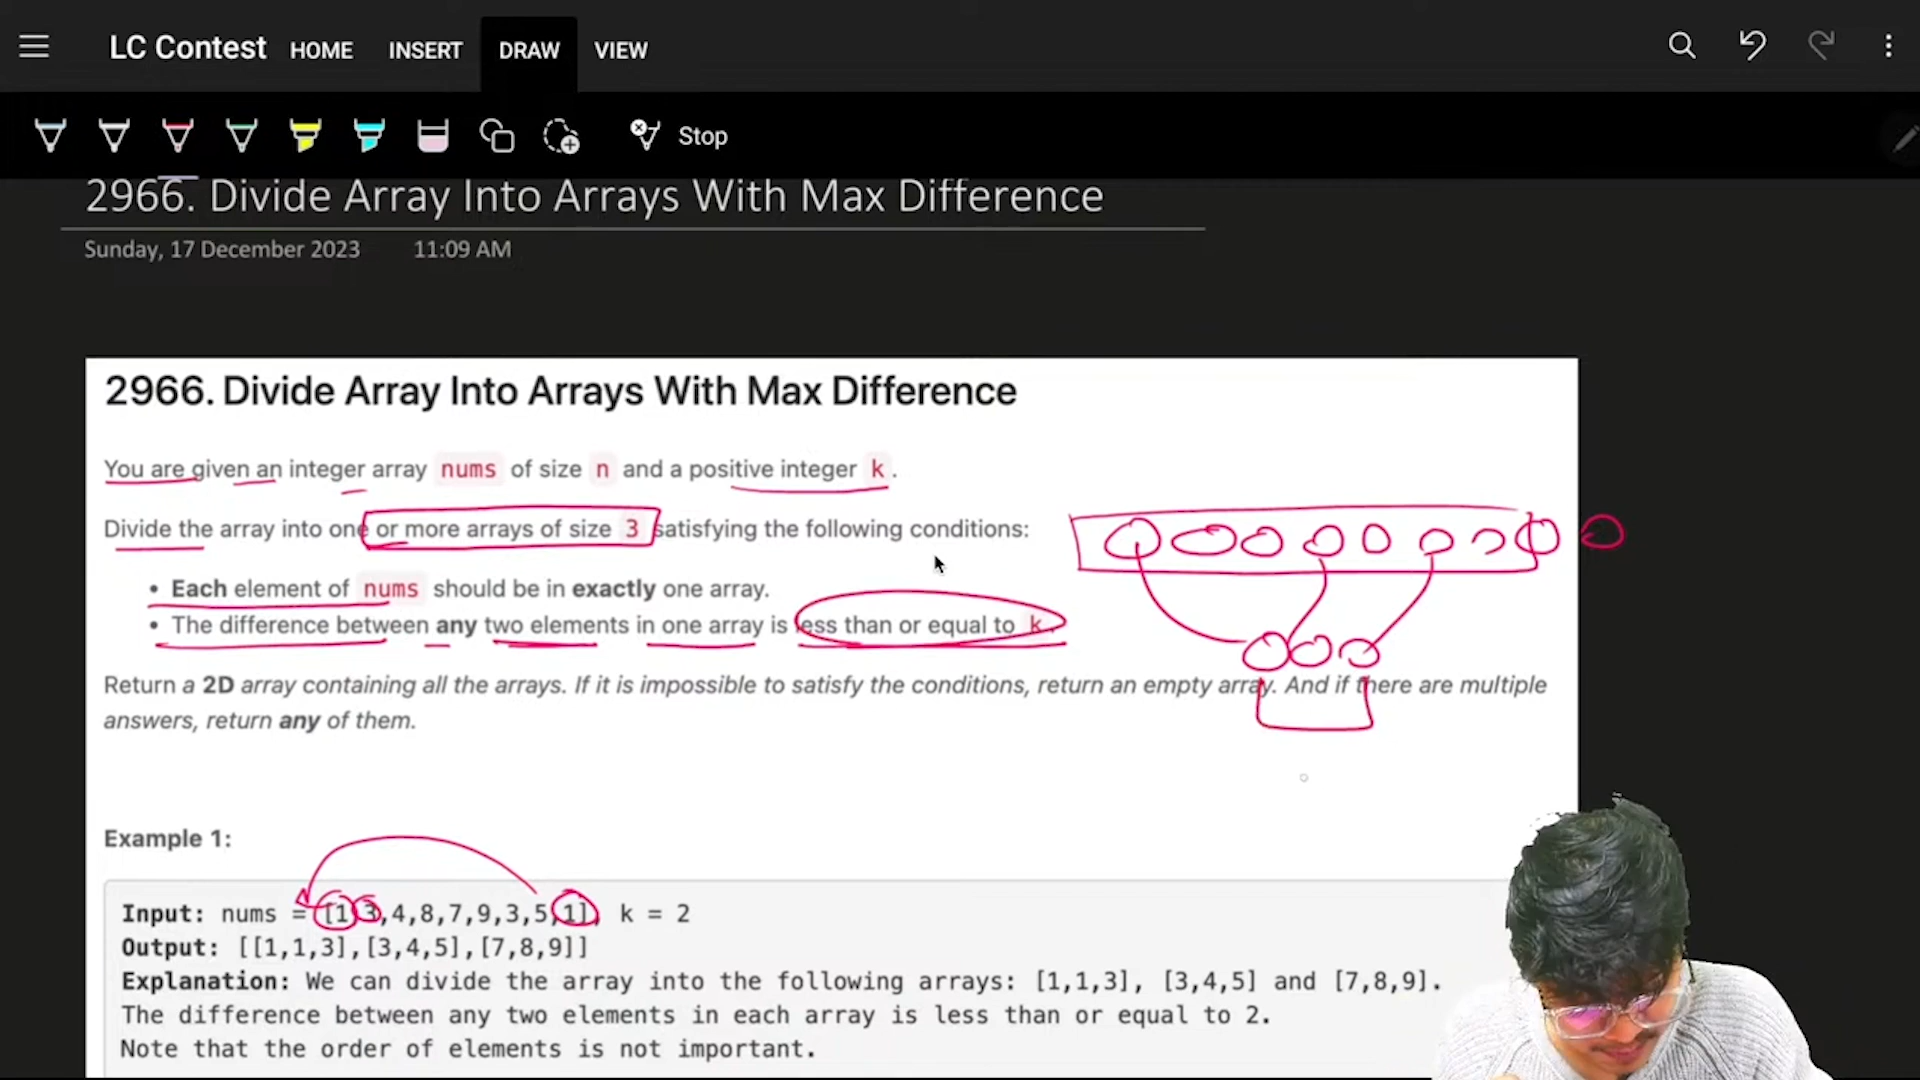 LC Contest HOME INSERT DRAW VIEW
Stop
2966. Divide Array Into Arrays With Max Difference
Sunday, 17 December 2023 11:09 AM
2966. Divide Array Into Arrays With Max Difference
You are given an integer array nums of size n and a positive integer k.
Divide the array into one or more arrays of size 3 satisfying the following conditions:
• Each element of nums should be in exactly one array.
• The difference between any two elements in one array is less than or equal to k.
Return a 2D array containing all the arrays. If it is impossible to satisfy the conditions, return an empty array. And if there are multiple
answers, return any of them.
Example 1:
Input: nums = [1,3,4,8,7,9,3,5,1], k = 2
Output: [[1,1,3],[3,4,5],[7,8,9]]
Explanation: We can divide the array into the following arrays: [1,1,3], [3,4,5] and [7,8,9].
The difference between any two elements in each array is less than or equal to 2.
Note that the order of elements is not important.